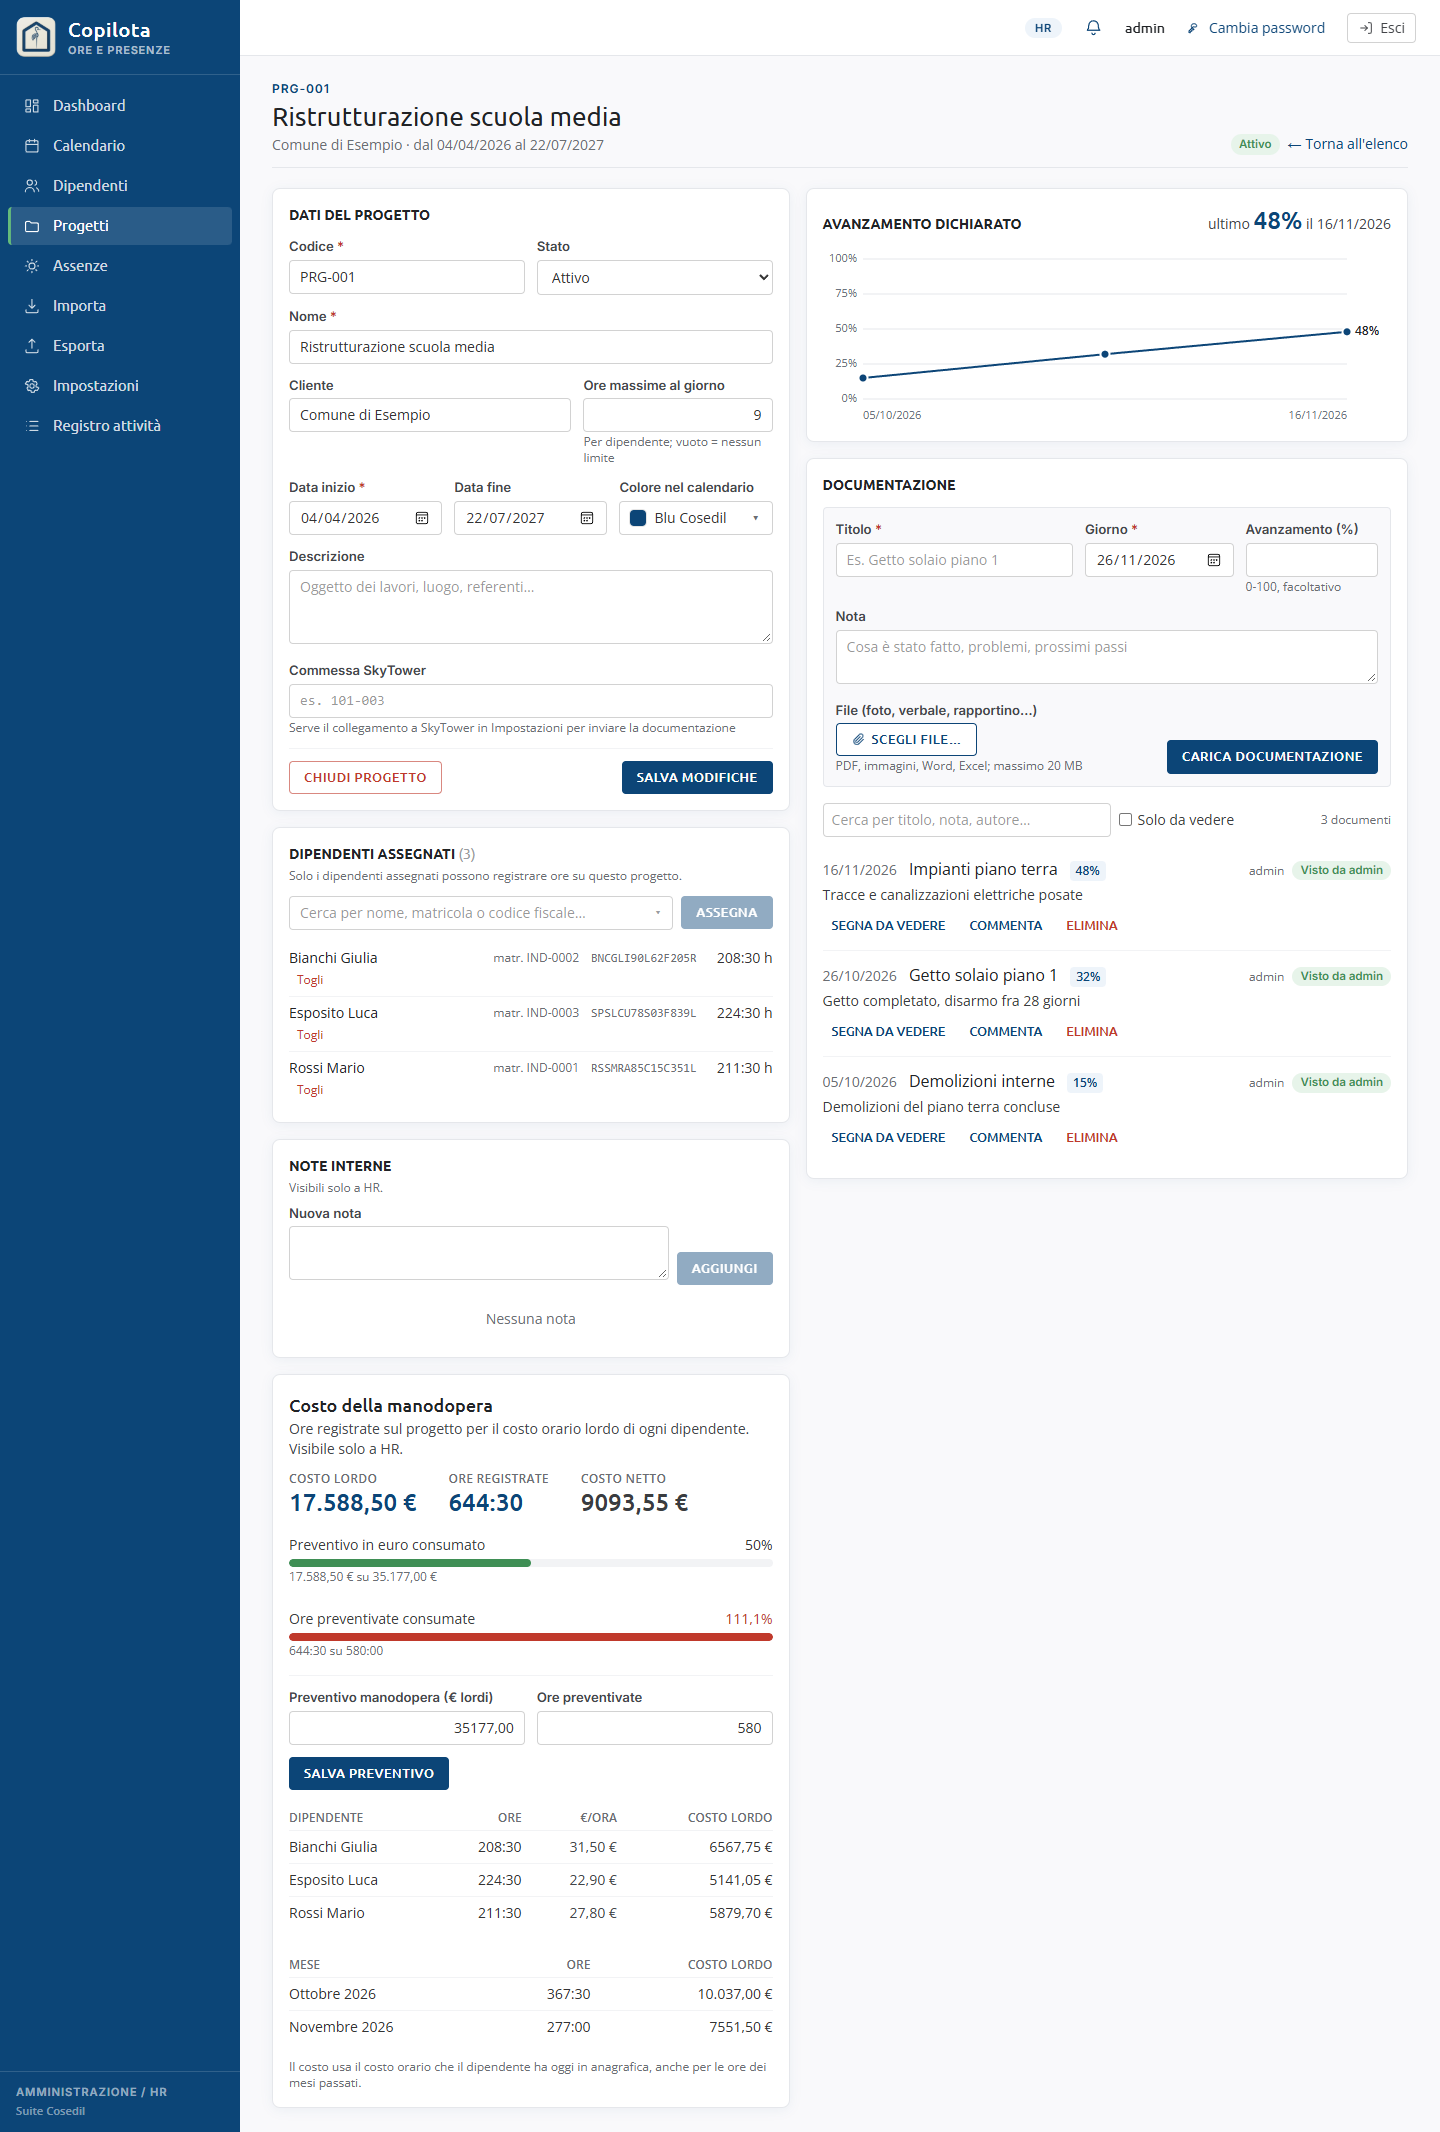 Copilota
ORE E PRESENZE
Dashboard
Calendario
Dipendenti
Progetti
Assenze
Importa
Esporta
Impostazioni
Registro attività
AMMINISTRAZIONE / HR
Suite Cosedil
HR
admin
Cambia password
Esci
PRG-001
Ristrutturazione scuola media
Comune di Esempio · dal 04/04/2026 al 22/07/2027
Attivo
← Torna all'elenco
DATI DEL PROGETTO
Codice *
Stato
PRG-001
Attivo
Nome *
Ristrutturazione scuola media
Cliente
Ore massime al giorno
Comune di Esempio
9
Per dipendente; vuoto = nessun
limite
Data inizio *
Data fine
Colore nel calendario
04/04/2026
22/07/2027
Blu Cosedil
Descrizione
Oggetto dei lavori, luogo, referenti...
Commessa SkyTower
es. 101-003
Serve il collegamento a SkyTower in Impostazioni per inviare la documentazione
CHIUDI PROGETTO
SALVA MODIFICHE
DIPENDENTI ASSEGNATI (3)
Solo i dipendenti assegnati possono registrare ore su questo progetto.
Cerca per nome, matricola o codice fiscale...
ASSEGNA
Bianchi Giulia matr. IND-0002 BNCGLI90L62F205R 208:30 h
Togli
Esposito Luca matr. IND-0003 SPSLCU78S03F839L 224:30 h
Togli
Rossi Mario matr. IND-0001 RSSMRA85C15C351L 211:30 h
Togli
NOTE INTERNE
Visibili solo a HR.
Nuova nota
AGGIUNGI
Nessuna nota
Costo della manodopera
Ore registrate sul progetto per il costo orario lordo di ogni dipendente.
Visibile solo a HR.
COSTO LORDO ORE REGISTRATE COSTO NETTO
17.588,50 € 644:30 9093,55 €
Preventivo in euro consumato 50%
17.588,50 € su 35.177,00 €
Ore preventivate consumate 111,1%
644:30 su 580:00
Preventivo manodopera (€ lordi)
Ore preventivate
35177,00
580
SALVA PREVENTIVO
DIPENDENTE ORE €/ORA COSTO LORDO
Bianchi Giulia 208:30 31,50 € 6567,75 €
Esposito Luca 224:30 22,90 € 5141,05 €
Rossi Mario 211:30 27,80 € 5879,70 €
MESE ORE COSTO LORDO
Ottobre 2026 367:30 10.037,00 €
Novembre 2026 277:00 7551,50 €
Il costo usa il costo orario che il dipendente ha oggi in anagrafica, anche per le ore dei
mesi passati.
AVANZAMENTO DICHIARATO
ultimo 48% il 16/11/2026
100%
75%
50%
48%
25%
0%
05/10/2026
16/11/2026
DOCUMENTAZIONE
Titolo *
Giorno *
Avanzamento (%)
Es. Getto solaio piano 1
26/11/2026
0-100, facoltativo
Nota
Cosa è stato fatto, problemi, prossimi passi
File (foto, verbale, rapportino...)
SCEGLI FILE...
PDF, immagini, Word, Excel; massimo 20 MB
CARICA DOCUMENTAZIONE
Cerca per titolo, nota, autore...
Solo da vedere
3 documenti
16/11/2026 Impianti piano terra 48% admin Visto da admin
Tracce e canalizzazioni elettriche posate
SEGNA DA VEDERE COMMENTA ELIMINA
26/10/2026 Getto solaio piano 1 32% admin Visto da admin
Getto completato, disarmo fra 28 giorni
SEGNA DA VEDERE COMMENTA ELIMINA
05/10/2026 Demolizioni interne 15% admin Visto da admin
Demolizioni del piano terra concluse
SEGNA DA VEDERE COMMENTA ELIMINA